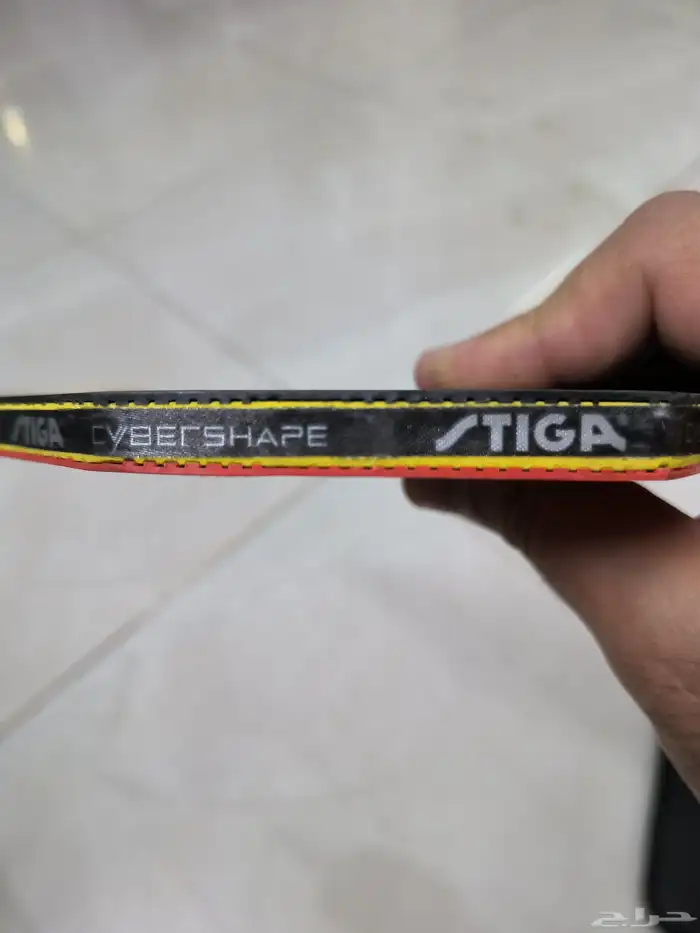 STIGA CYBERSHAPE STIGA
حراج